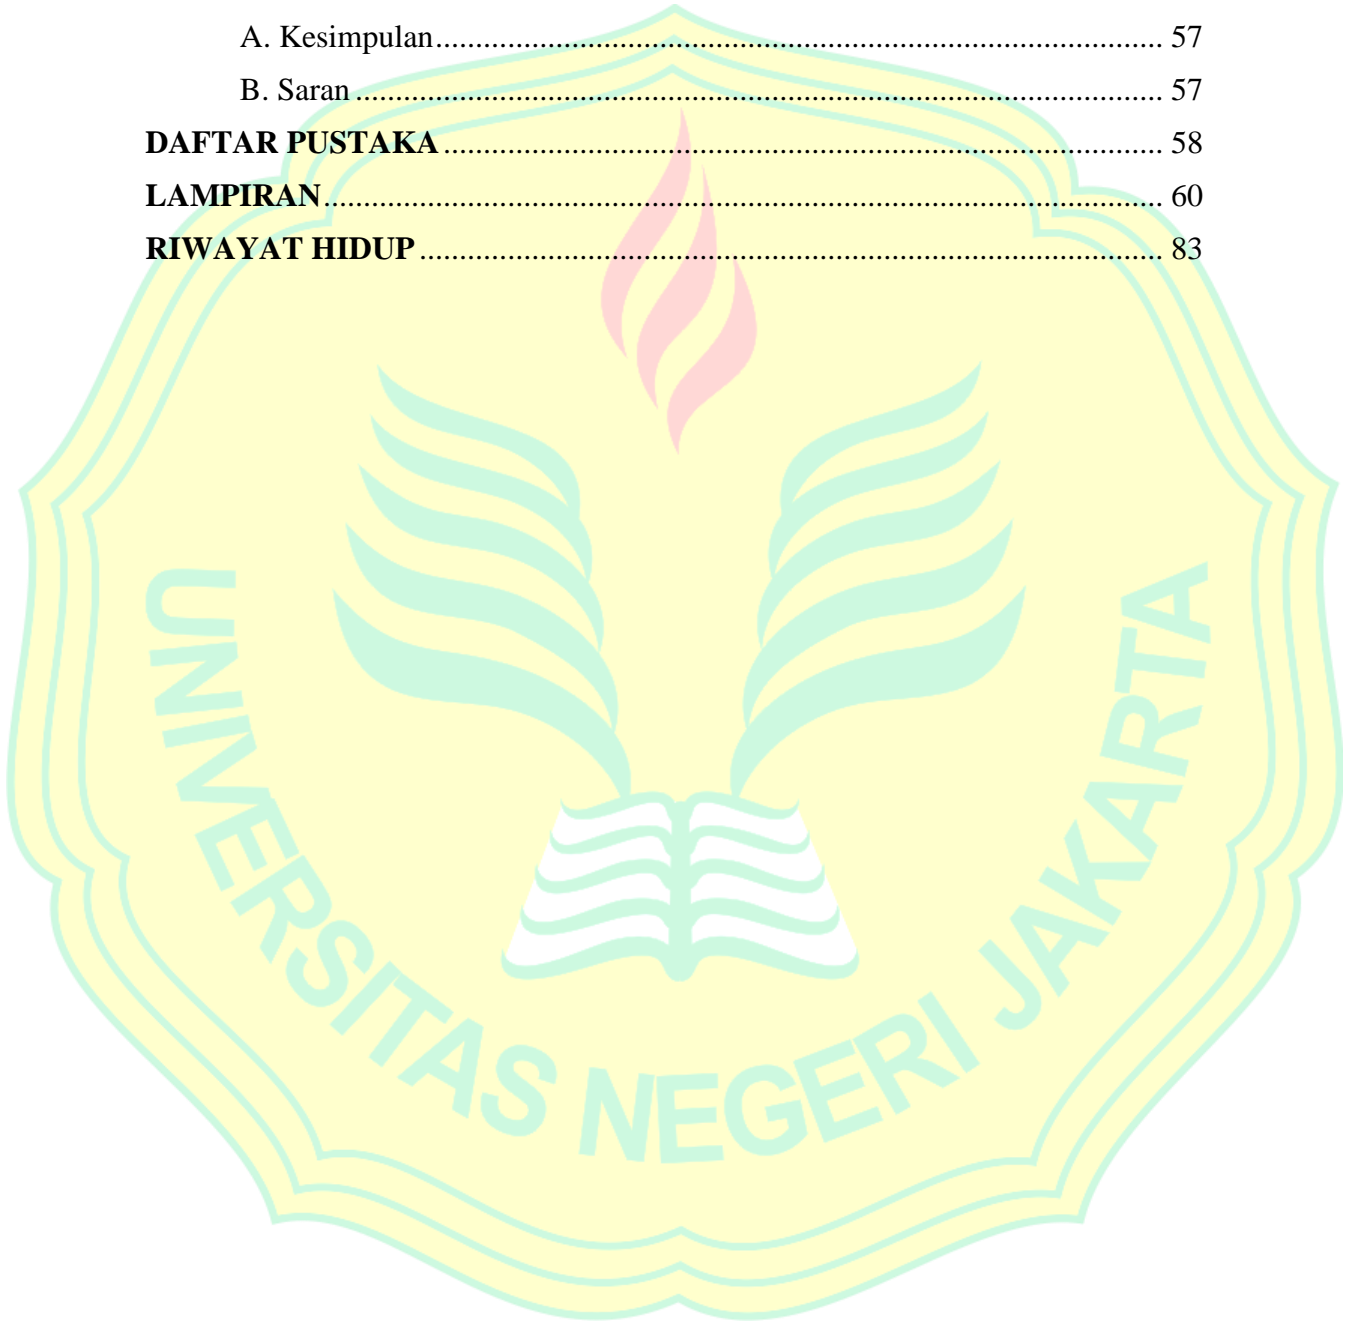 A. Kesimpulan........................................................................................... 57
B. Saran..................................................................................................... 57
DAFTAR PUSTAKA.......................................................................................... 58
LAMPIRAN......................................................................................................... 60
RIWAYAT HIDUP............................................................................................. 83
UNIVERSITAS NEGERI JAKARTA